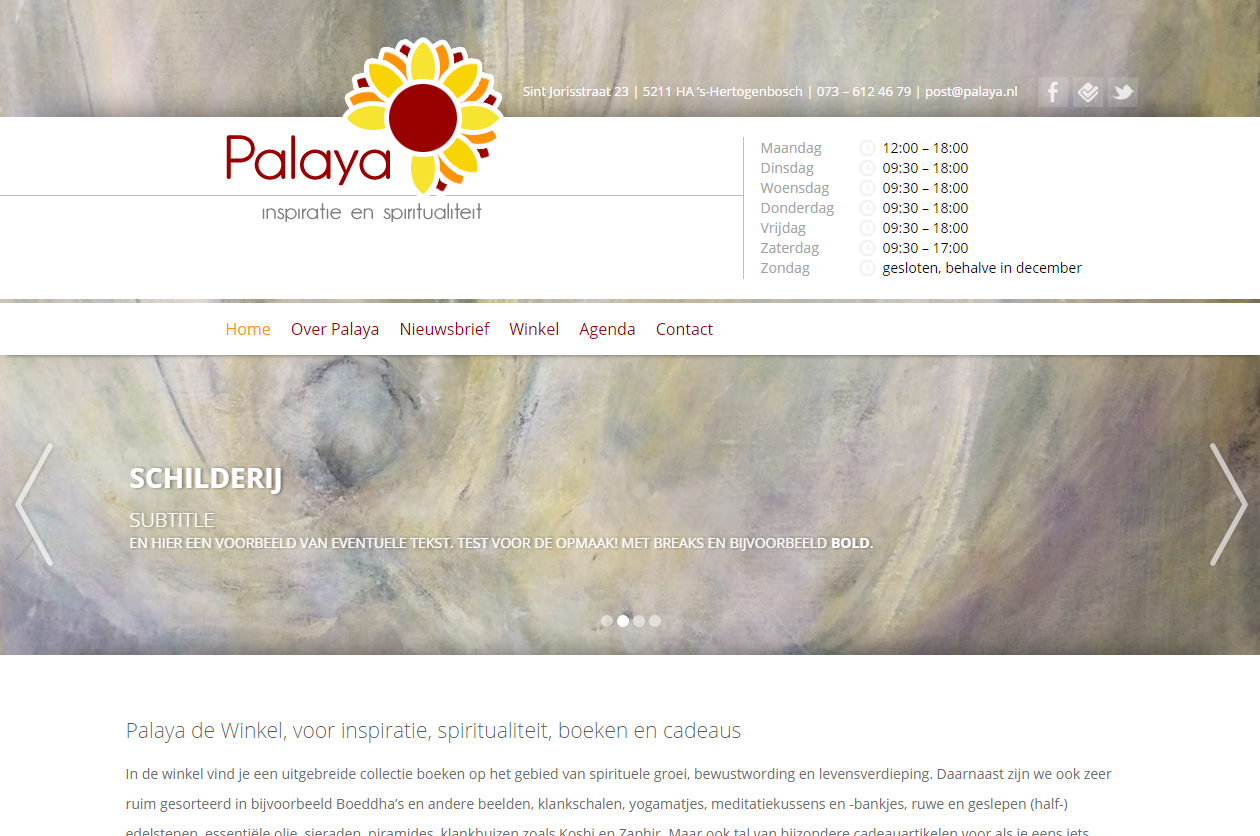 Sint Jorisstraat 23 | 5211 HA 's-Hertogenbosch | 073 – 612 46 79 | post@palaya.nl
Palaya
inspiratie en spiritualiteit
Maandag 12:00 – 18:00
Dinsdag 09:30 – 18:00
Woensdag 09:30 – 18:00
Donderdag 09:30 – 18:00
Vrijdag 09:30 – 18:00
Zaterdag 09:30 – 17:00
Zondag gesloten, behalve in december
Home Over Palaya Nieuwsbrief Winkel Agenda Contact
SCHILDERIJ
SUBTITLE
EN HIER EEN VOORBEELD VAN EVENTUELE TEKST. TEST VOOR DE OPMAAK! MET BREAKS EN BIJVOORBEELD BOLD.
Palaya de Winkel, voor inspiratie, spiritualiteit, boeken en cadeaus
In de winkel vind je een uitgebreide collectie boeken op het gebied van spirituele groei, bewustwording en levensverdieping. Daarnaast zijn we ook zeer
ruim gesorteerd in bijvoorbeeld Boeddha's en andere beelden, klankschalen, yogamatjes, meditatiekussens en -bankjes, ruwe en geslepen (half-)
edelstenen, essentiële olie, sieraden, piramides, klankbuizen zoals Koshi en Zaphir. Maar ook tal van bijzondere cadeauartikelen voor als je eens iets